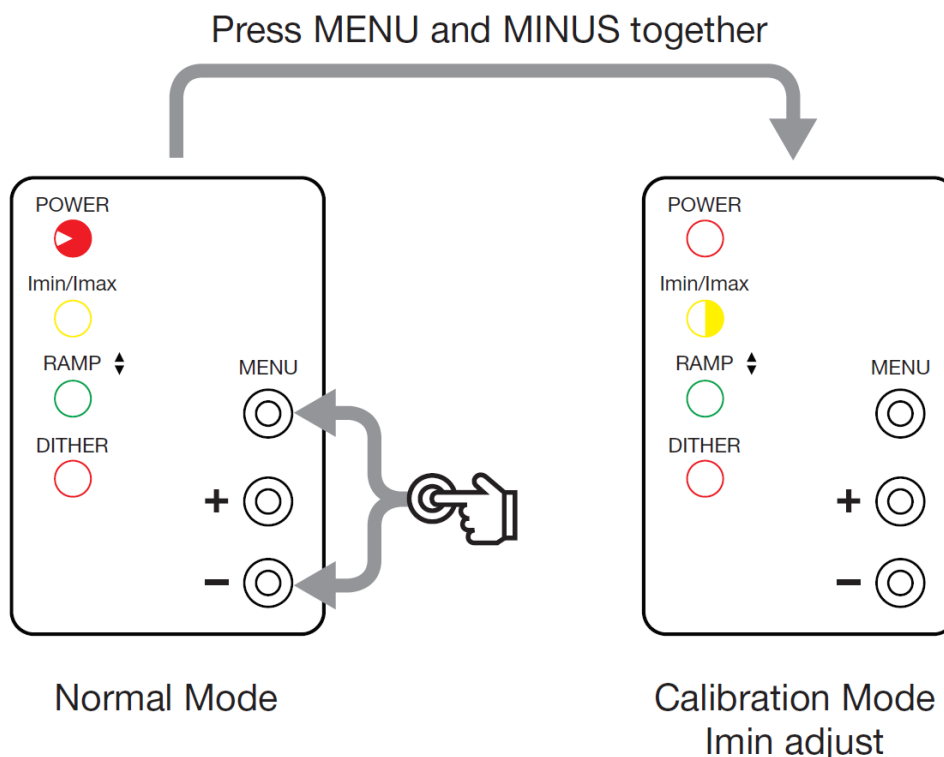 Press MENU and MINUS together
POWER
Imin/Imax
RAMP
MENU
DITHER
+
−
Normal Mode
POWER
Imin/Imax
RAMP
MENU
DITHER
+
−
Calibration Mode
Imin adjust